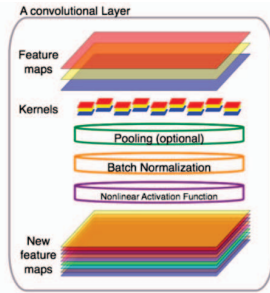 A convolutional Layer
Feature
maps
Kernels
Pooling (optional)
Batch Normalization
Nonlinear Activation Function
New
feature
maps